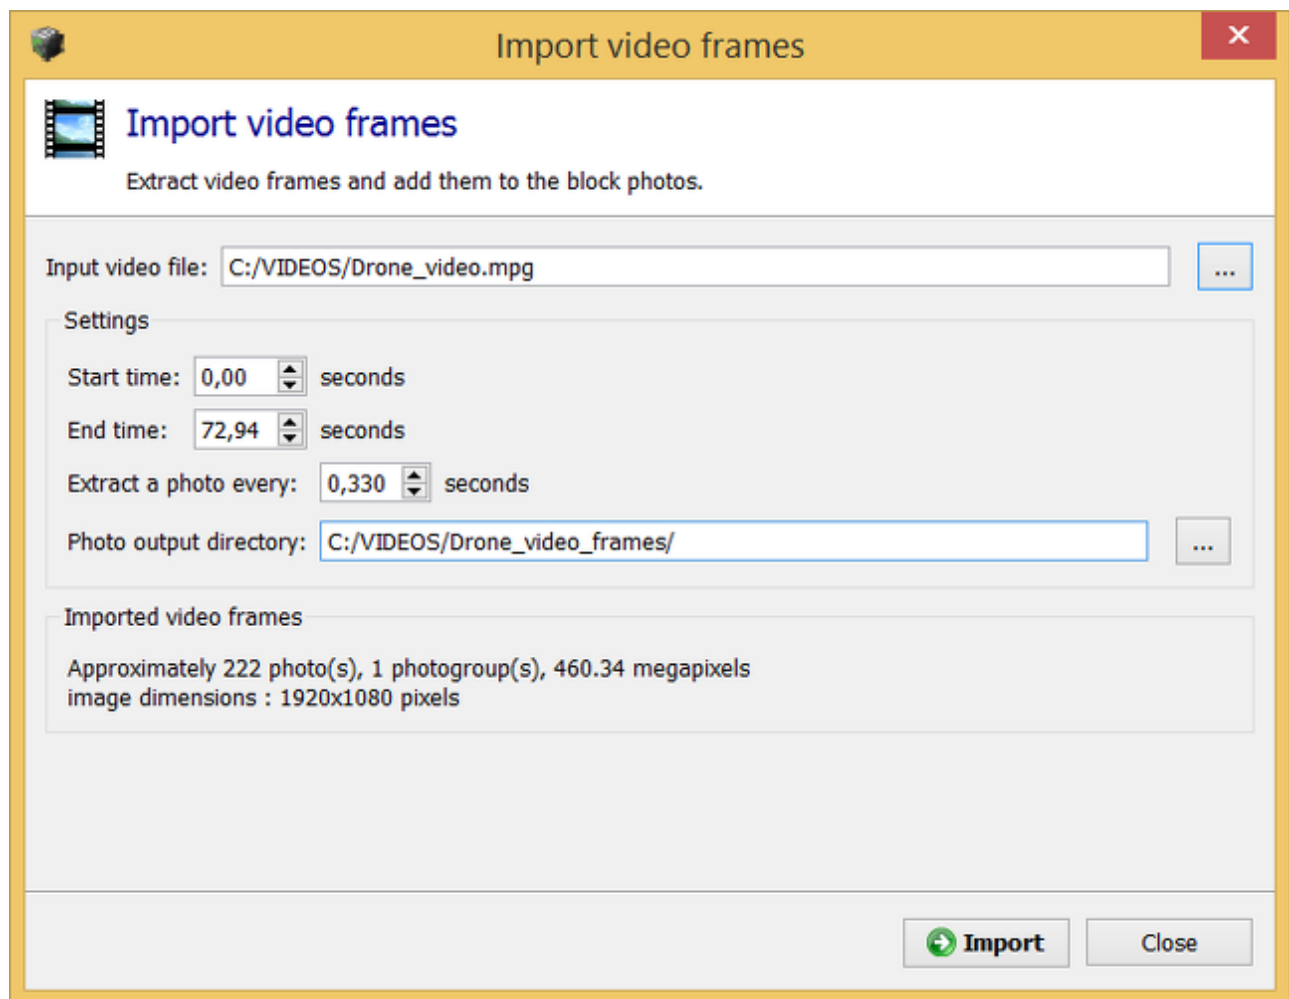 Import video frames
Import video frames
Extract video frames and add them to the block photos.
Input video file: C:/VIDEOS/Drone_video.mpg ...
Settings
Start time: 0,00 seconds
End time: 72,94 seconds
Extract a photo every: 0,330 seconds
Photo output directory: C:/VIDEOS/Drone_video_frames/ ...
Imported video frames
Approximately 222 photo(s), 1 photogroup(s), 460.34 megapixels
image dimensions : 1920x1080 pixels
Import Close